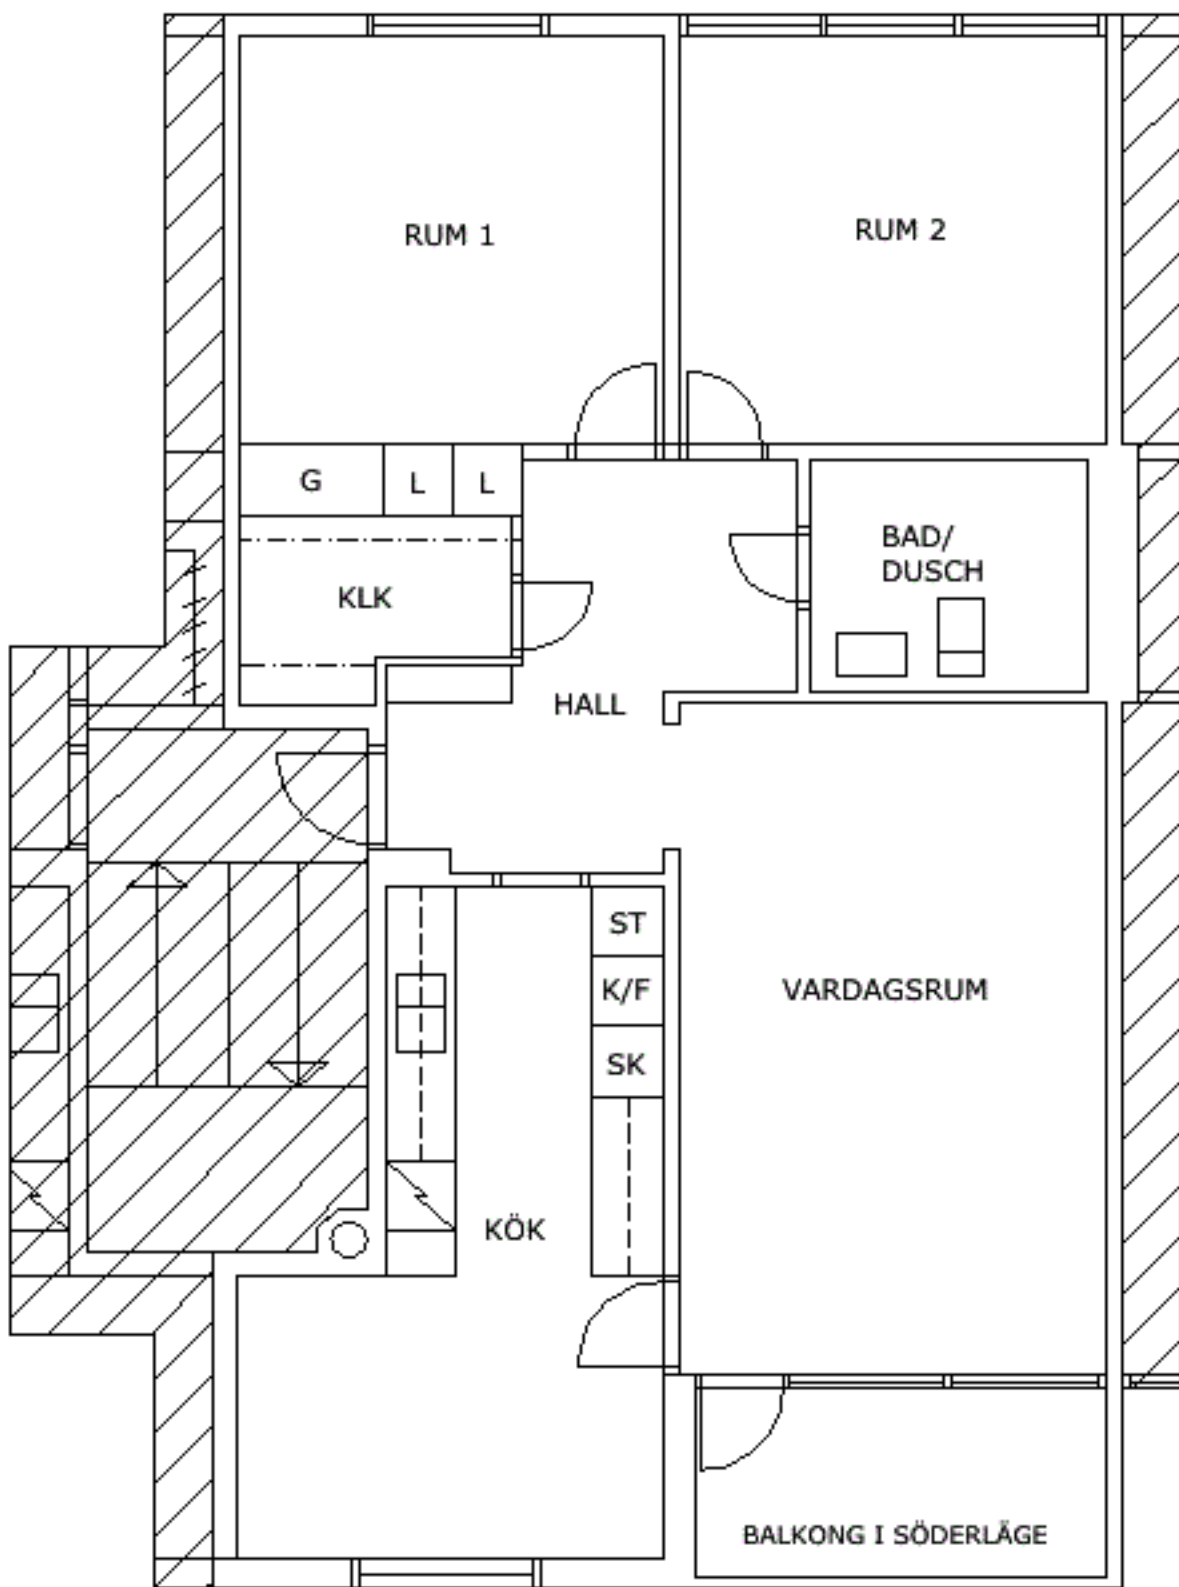 RUM 1
RUM 2
G
L
L
BAD/
DUSCH
KLK
HALL
ST
K/F
VARDAGSRUM
SK
KÖK
BALKONG I SÖDERLÄGE